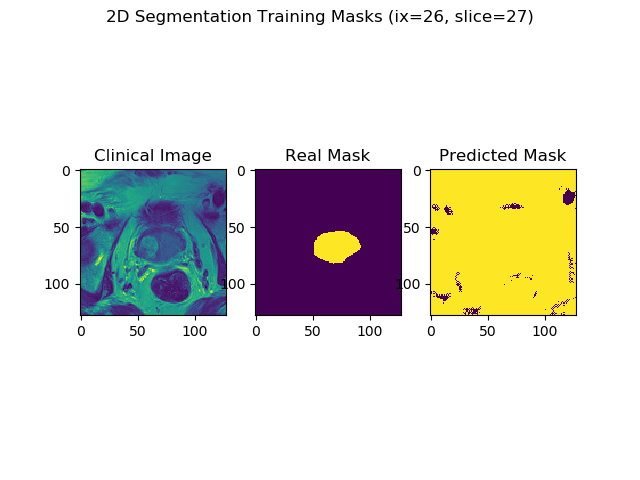 2D Segmentation Training Masks (ix=26, slice=27)
Clinical Image Real Mask Predicted Mask
0 0 0
50 50 50
100 100 100
0 50 100 0 50 100 0 50 100